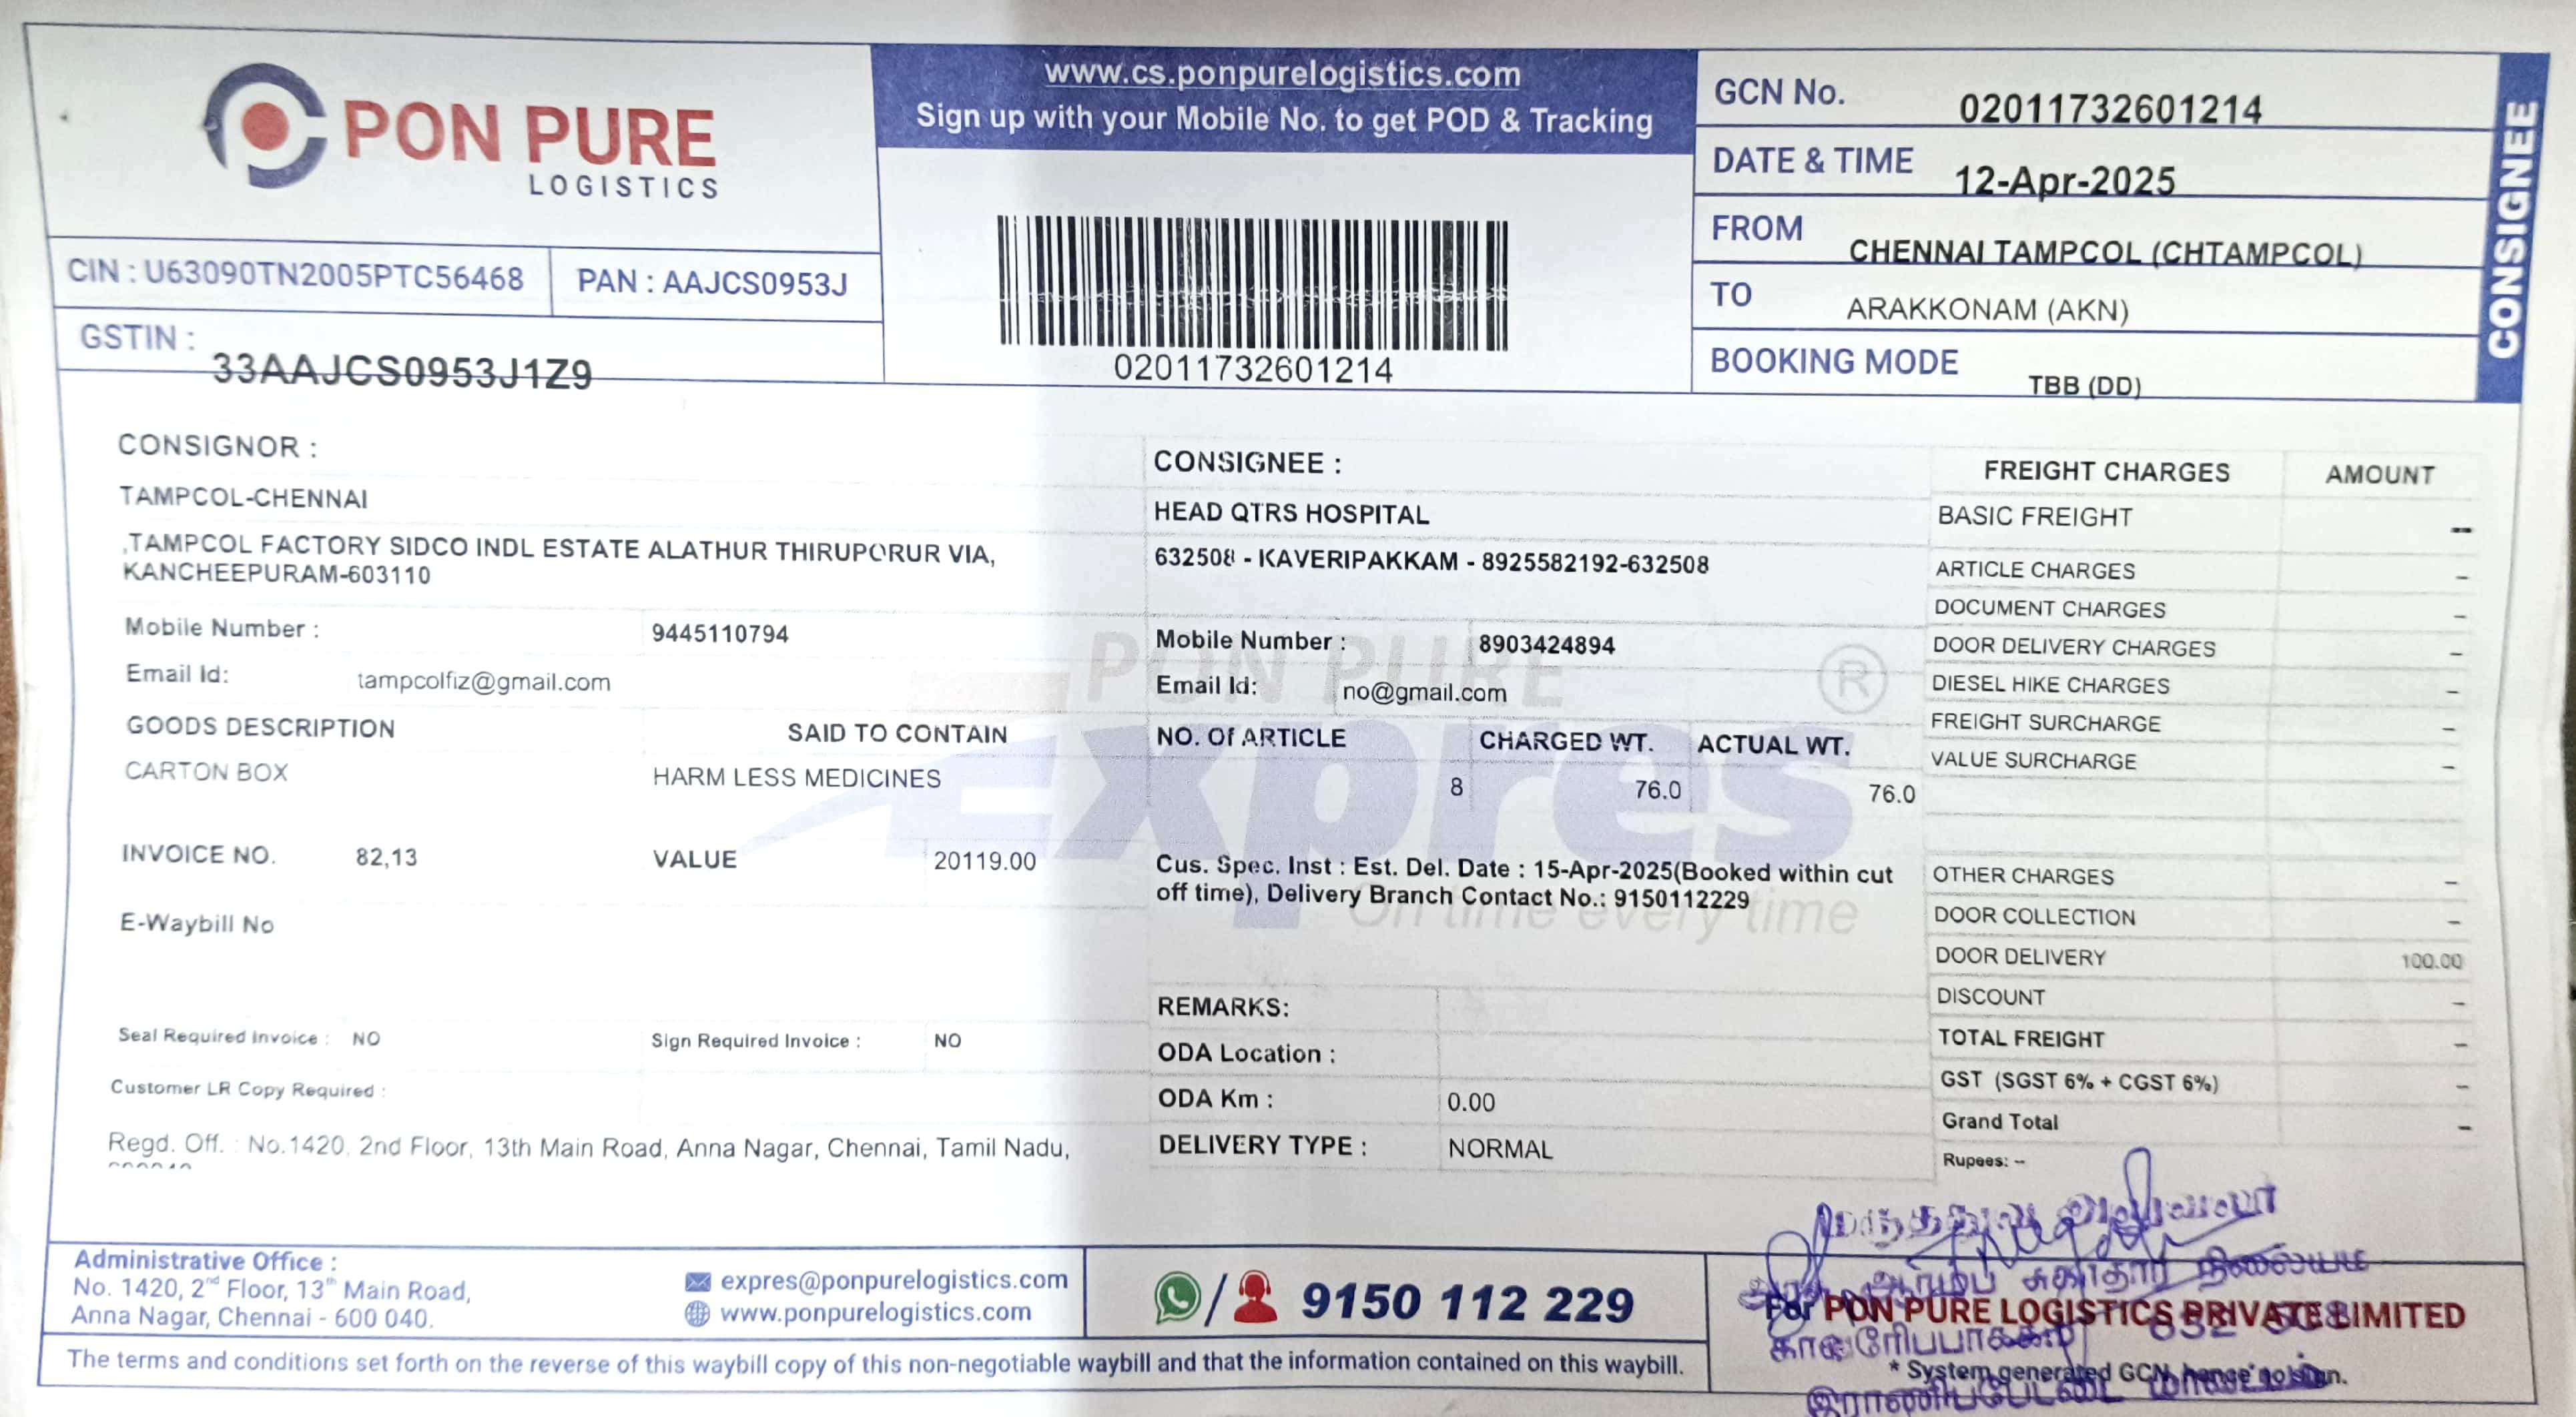 PON PURE
LOGISTICS
CIN : U63090TN2005PTC56468
PAN : AAJCS0953J
GSTIN :
33AAJCS0953J1Z9
www.cs.ponpurelogistics.com
Sign up with your Mobile No. to get POD & Tracking
02011732601214
GCN No. 02011732601214
DATE & TIME 12-Apr-2025
FROM CHENNAI TAMPCOL (CHTAMPCOL)
TO ARAKKONAM (AKN)
BOOKING MODE TBB (DD)
CONSIGNEE
CONSIGNOR :
TAMPCOL-CHENNAI
,TAMPCOL FACTORY SIDCO INDL ESTATE ALATHUR THIRUPORUR VIA,
KANCHEEPURAM-603110
Mobile Number : 9445110794
Email Id: tampcolfiz@gmail.com
GOODS DESCRIPTION SAID TO CONTAIN
CARTON BOX HARM LESS MEDICINES
INVOICE NO. 82,13 VALUE 20119.00
E-Waybill No
Seal Required Invoice : NO Sign Required Invoice : NO
Customer LR Copy Required :
Regd. Off. : No.1420, 2nd Floor, 13th Main Road, Anna Nagar, Chennai, Tamil Nadu,
CONSIGNEE :
HEAD QTRS HOSPITAL
632508 - KAVERIPAKKAM - 8925582192-632508
Mobile Number : 8903424894
Email Id: no@gmail.com
NO. Of ARTICLE CHARGED WT. ACTUAL WT.
8 76.0 76.0
Cus. Spec. Inst : Est. Del. Date : 15-Apr-2025(Booked within cut
off time), Delivery Branch Contact No.: 9150112229
REMARKS:
ODA Location :
ODA Km : 0.00
DELIVERY TYPE : NORMAL
PON PURE
Expres ®
On time every time
FREIGHT CHARGES AMOUNT
BASIC FREIGHT --
ARTICLE CHARGES -
DOCUMENT CHARGES -
DOOR DELIVERY CHARGES -
DIESEL HIKE CHARGES -
FREIGHT SURCHARGE -
VALUE SURCHARGE -
OTHER CHARGES -
DOOR COLLECTION -
DOOR DELIVERY 100.00
DISCOUNT -
TOTAL FREIGHT -
GST (SGST 6% + CGST 6%) -
Grand Total -
Rupees: --
Administrative Office :
No. 1420, 2nd Floor, 13th Main Road,
Anna Nagar, Chennai - 600 040.
expres@ponpurelogistics.com
www.ponpurelogistics.com
/ 9150 112 229
The terms and conditions set forth on the reverse of this waybill copy of this non-negotiable waybill and that the information contained on this waybill.
ஆரம்ப சுகாதார நிலையம்
For PON PURE LOGISTICS PRIVATE LIMITED
* System generated GCN, hence no sign.